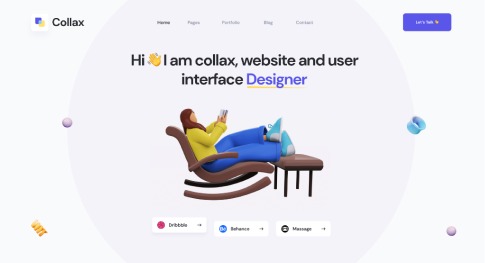 Collax
Home Pages Portfolio Blog Contact
Let's Talk 👋
Hi 👋 I am collax, website and user
interface Designer
Dribbble →
Behance →
Massage →